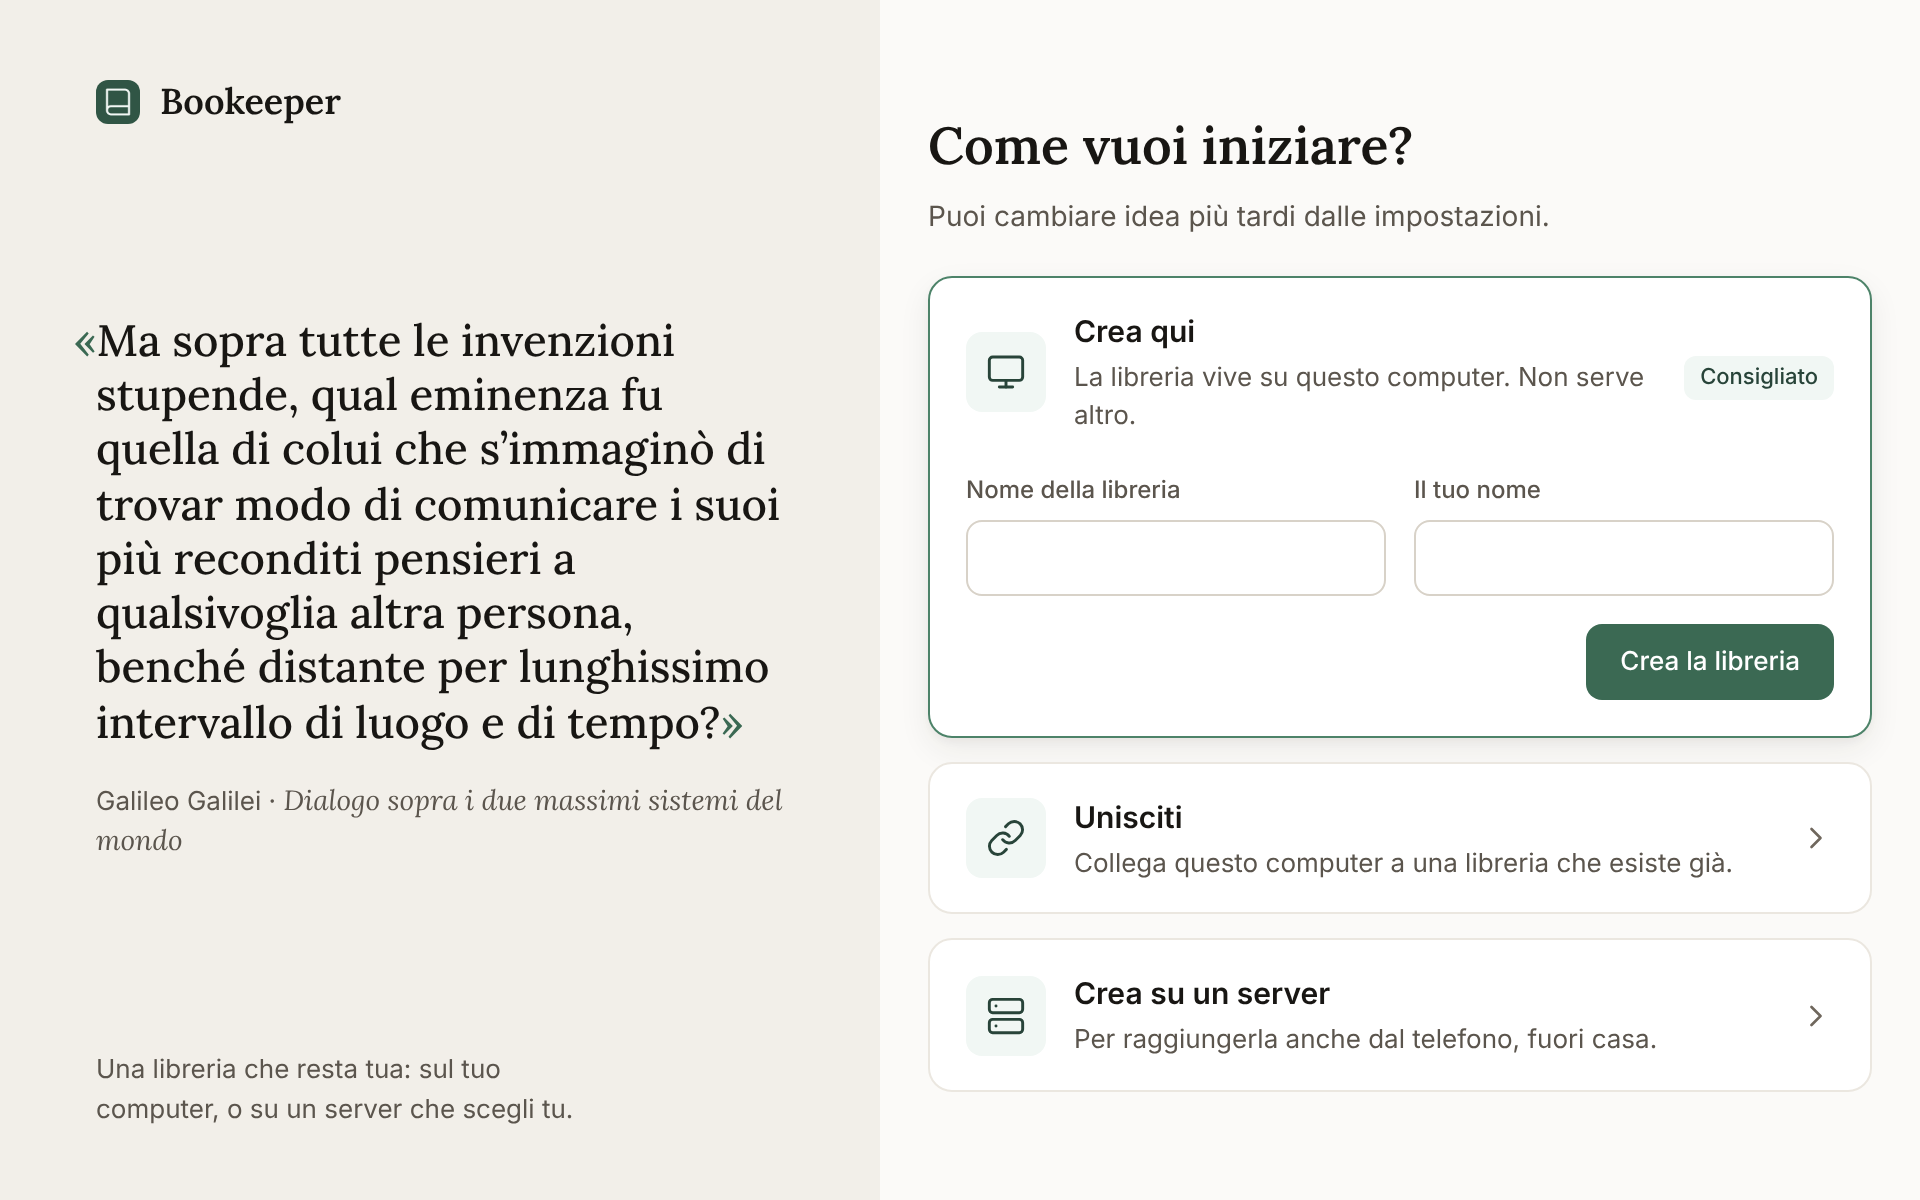 Bookeeper
«Ma sopra tutte le invenzioni
stupende, qual eminenza fu
quella di colui che s’immaginò di
trovar modo di comunicare i suoi
più reconditi pensieri a
qualsivoglia altra persona,
benché distante per lunghissimo
intervallo di luogo e di tempo?»
Galileo Galilei · Dialogo sopra i due massimi sistemi del
mondo
Una libreria che resta tua: sul tuo
computer, o su un server che scegli tu.
Come vuoi iniziare?
Puoi cambiare idea più tardi dalle impostazioni.
Crea qui
La libreria vive su questo computer. Non serve
altro.
Consigliato
Nome della libreria
Il tuo nome
Crea la libreria
Unisciti
Collega questo computer a una libreria che esiste già.
Crea su un server
Per raggiungerla anche dal telefono, fuori casa.